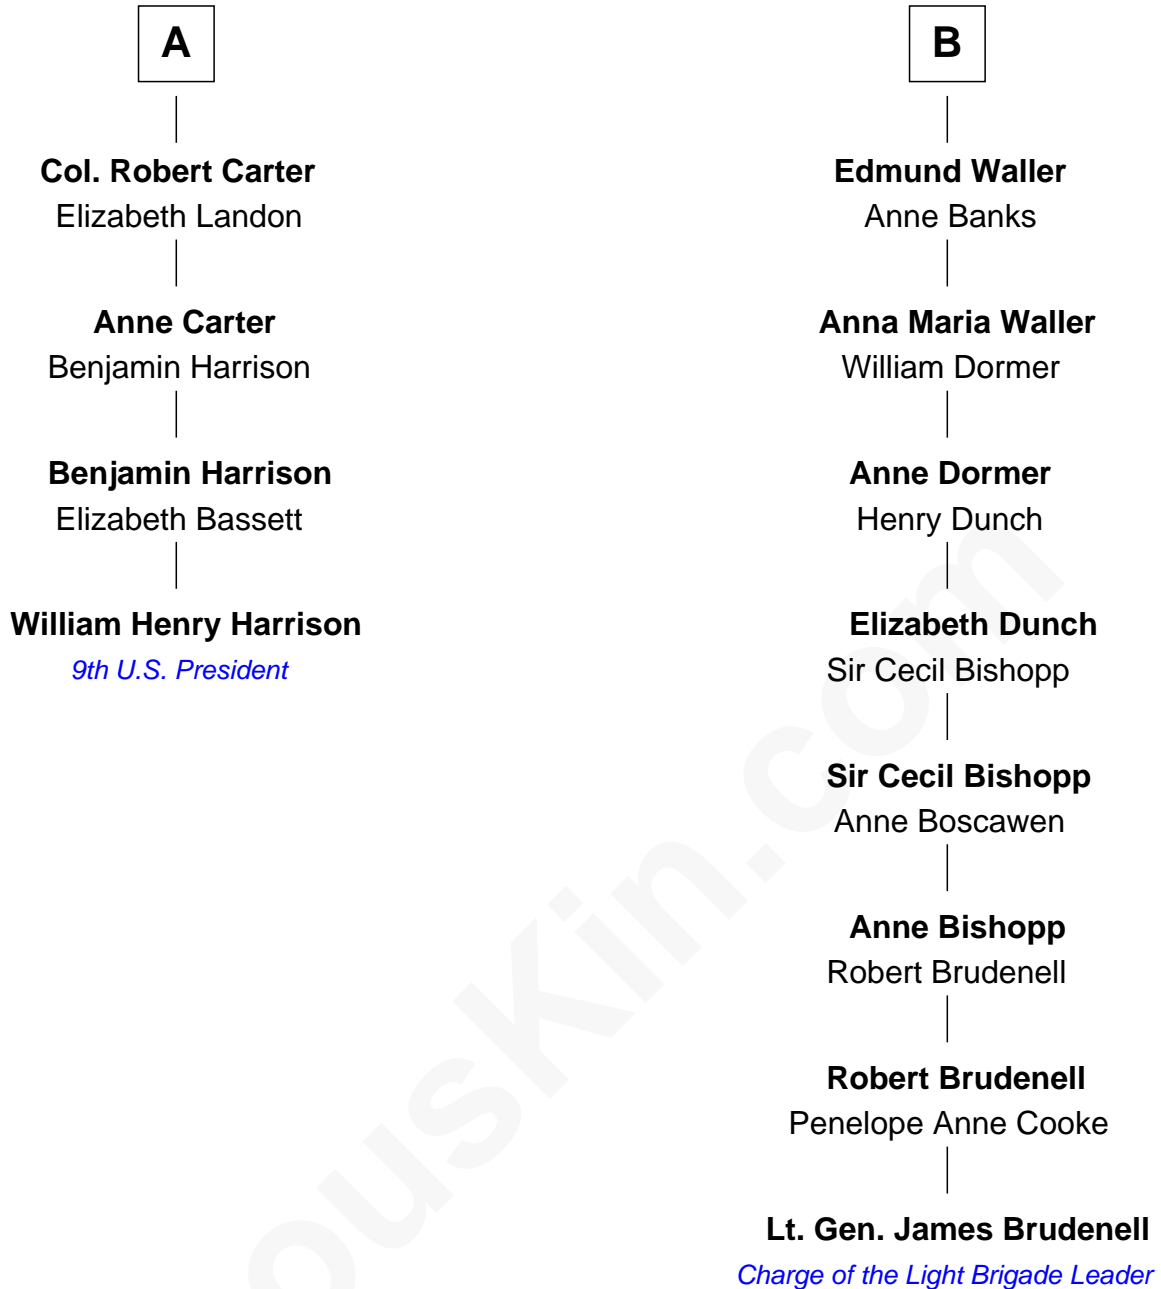 A
Col. Robert Carter
Elizabeth Landon
Anne Carter
Benjamin Harrison
Benjamin Harrison
Elizabeth Bassett
William Henry Harrison
9th U.S. President
B
Edmund Waller
Anne Banks
Anna Maria Waller
William Dormer
Anne Dormer
Henry Dunch
Elizabeth Dunch
Sir Cecil Bishopp
Sir Cecil Bishopp
Anne Boscawen
Anne Bishopp
Robert Brudenell
Robert Brudenell
Penelope Anne Cooke
Lt. Gen. James Brudenell
Charge of the Light Brigade Leader
ousKin.com